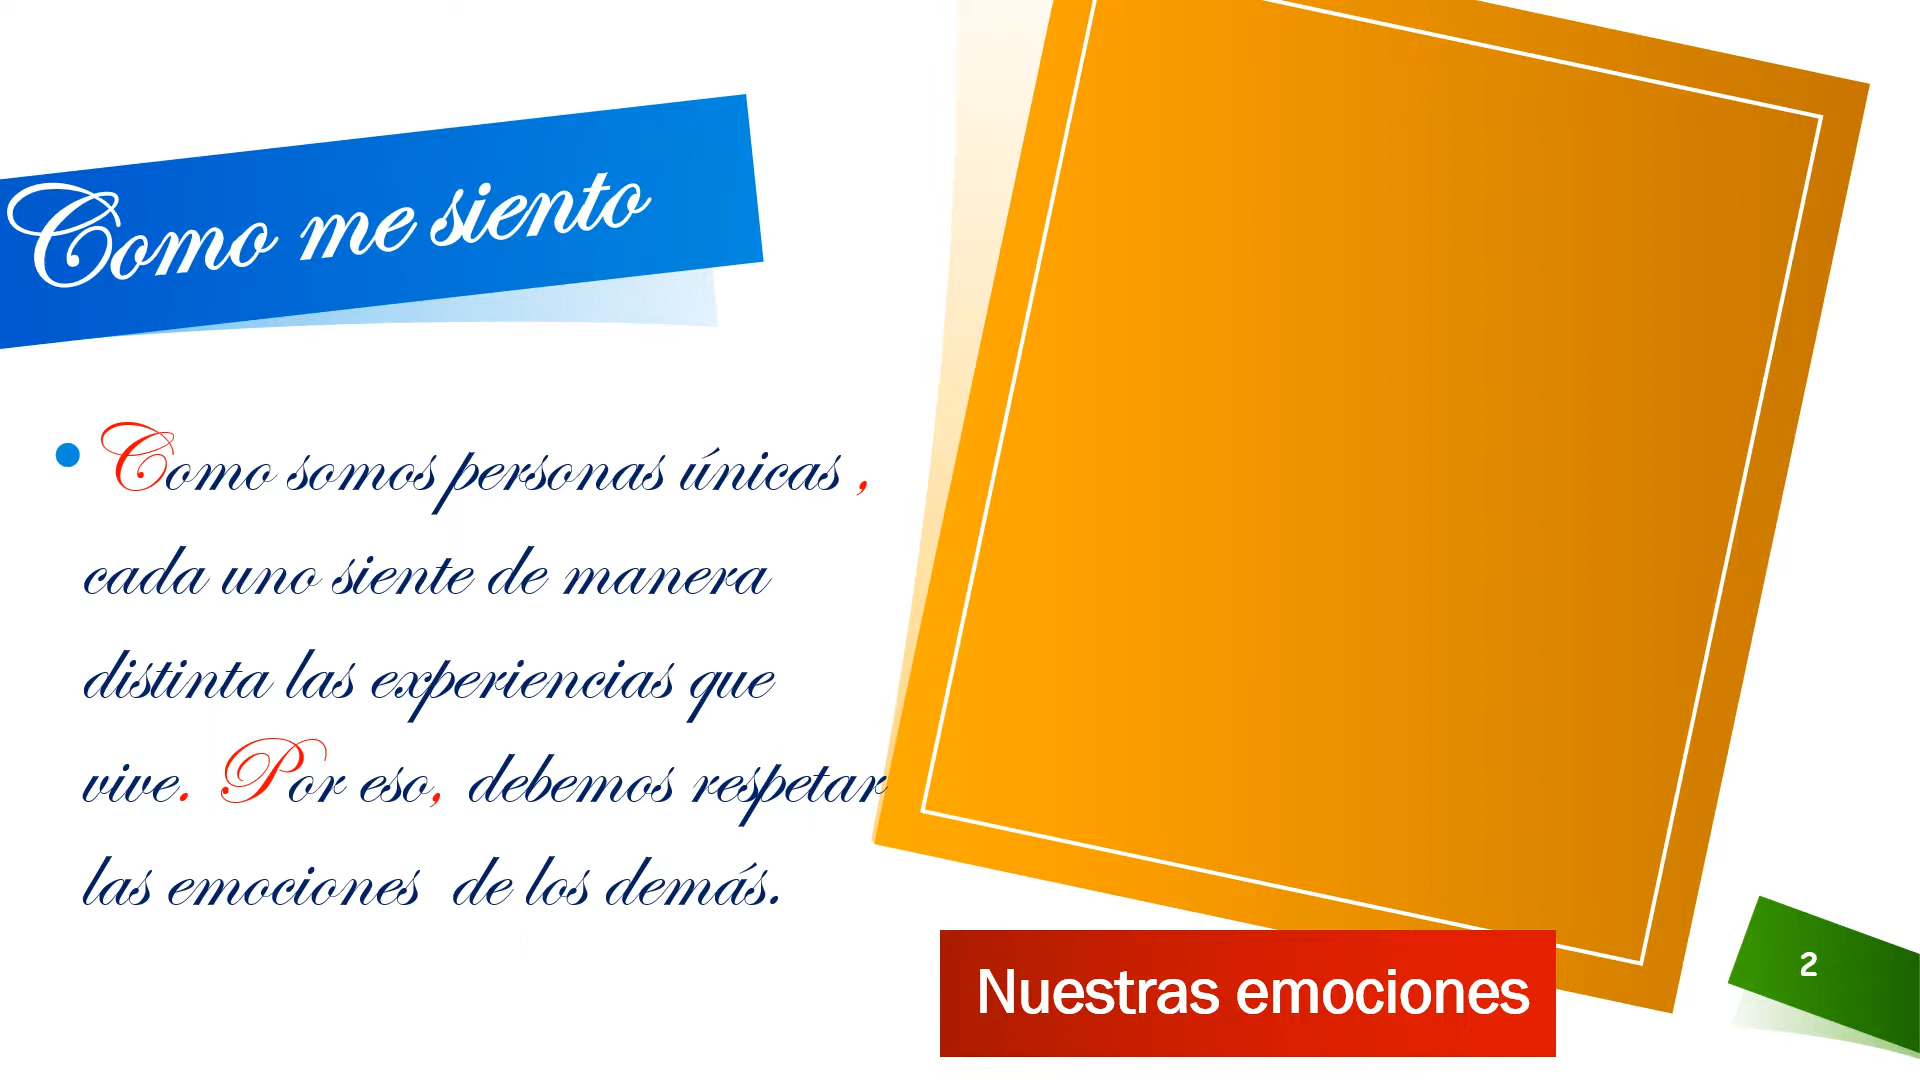 Como me siento
Como somos personas únicas ,
cada uno siente de manera
distinta las experiencias que
vive. Por eso, debemos respetar
las emociones de los demás.
Nuestras emociones
2